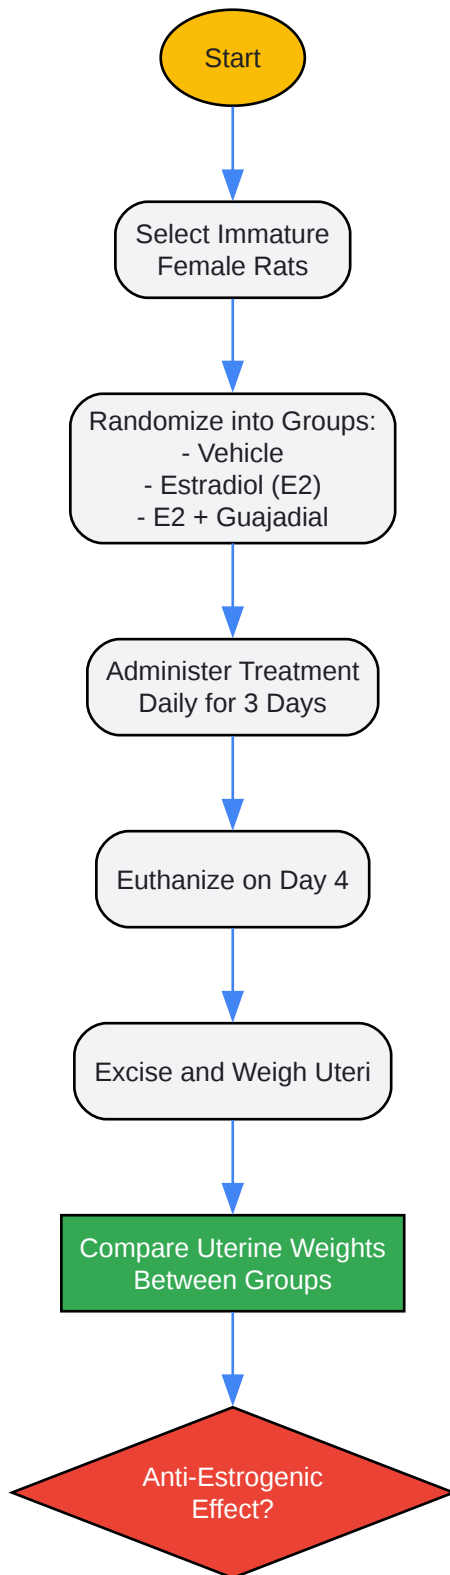 Start
Select Immature
Female Rats
Randomize into Groups:
- Vehicle
- Estradiol (E2)
- E2 + Guajadial
Administer Treatment
Daily for 3 Days
Euthanize on Day 4
Excise and Weigh Uteri
Compare Uterine Weights
Between Groups
Anti-Estrogenic
Effect?